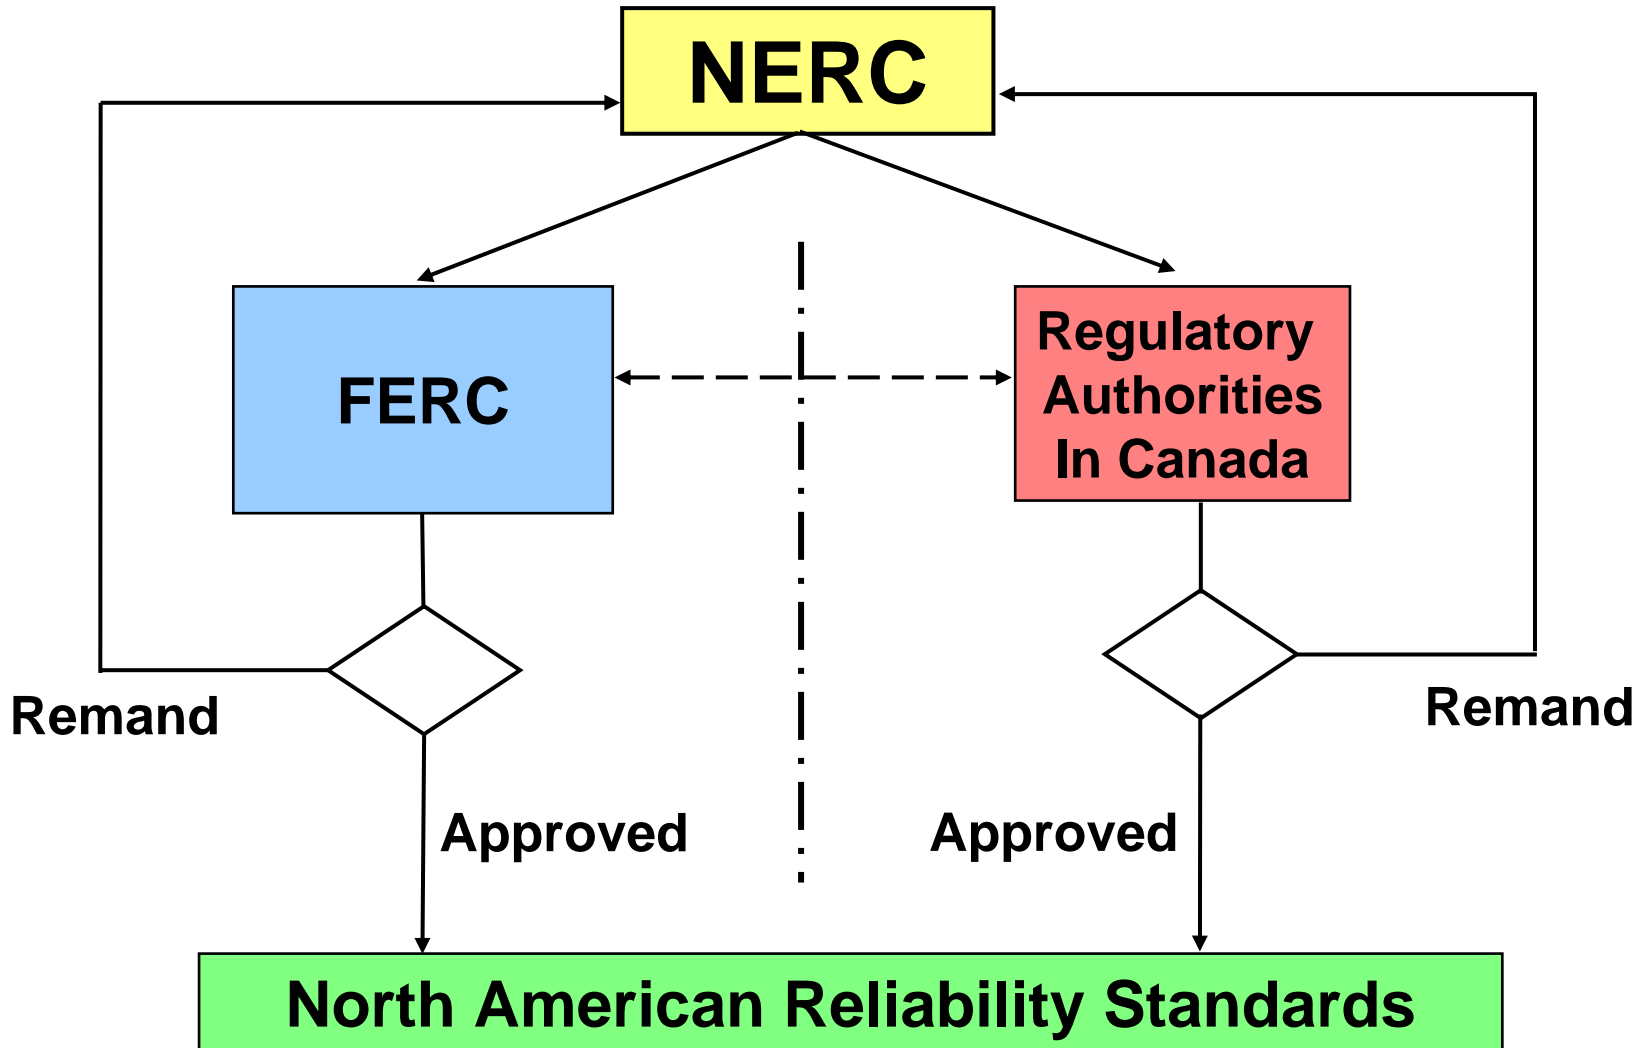 NERC
FERC
Regulatory
Authorities
In Canada
Remand
Remand
Approved
Approved
North American Reliability Standards